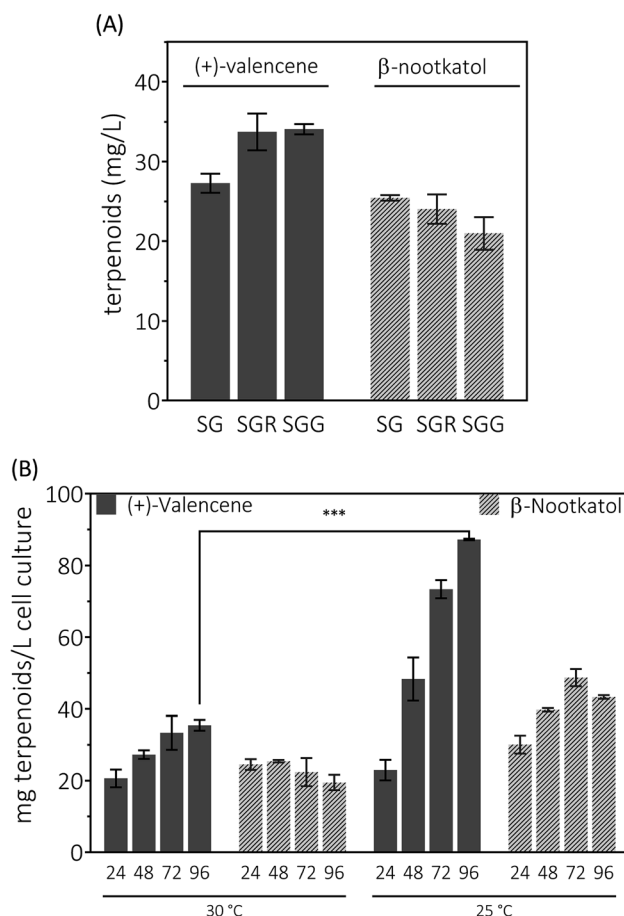 (A)
(+)-valencene β-nootkatol
terpenoids (mg/L)
40
30
20
10
0
SG SGR SGG SG SGR SGG
(B)
(+)-Valencene *** β-Nootkatol
mg terpenoids/L cell culture
100
80
60
40
20
0
24 48 72 96 24 48 72 96 24 48 72 96 24 48 72 96
30 °C 25 °C